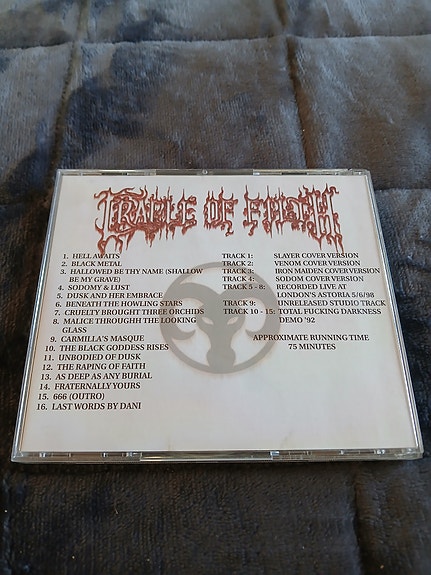 CRADLE OF FILTH
1. HELL AWAITS
2. BLACK METAL
3. HALLOWED BE THY NAME (SHALLOW
BE MY GRAVE)
4. SODOMY & LUST
5. DUSK AND HER EMBRACE
6. BENEATH THE HOWLING STARS
7. CRUELTY BROUGHT THREE ORCHIDS
8. MALICE THROUGHH THE LOOKING
GLASS
9. CARMILLA'S MASQUE
10. THE BLACK GODDESS RISES
11. UNBODIED OF DUSK
12. THE RAPING OF FAITH
13. AS DEEP AS ANY BURIAL
14. FRATERNALLY YOURS
15. 666 (OUTRO)
16. LAST WORDS BY DANI
TRACK 1: SLAYER COVER VERSION
TRACK 2: VENOM COVER VERSION
TRACK 3: IRON MAIDEN COVER VERSION
TRACK 4: SODOM COVER VERSION
TRACK 5 - 8: RECORDED LIVE AT
LONDON'S ASTORIA 5/6/98
TRACK 9: UNRELEASED STUDIO TRACK
TRACK 10 - 15: TOTAL FUCKING DARKNESS
DEMO '92
APPROXIMATE RUNNING TIME
75 MINUTES